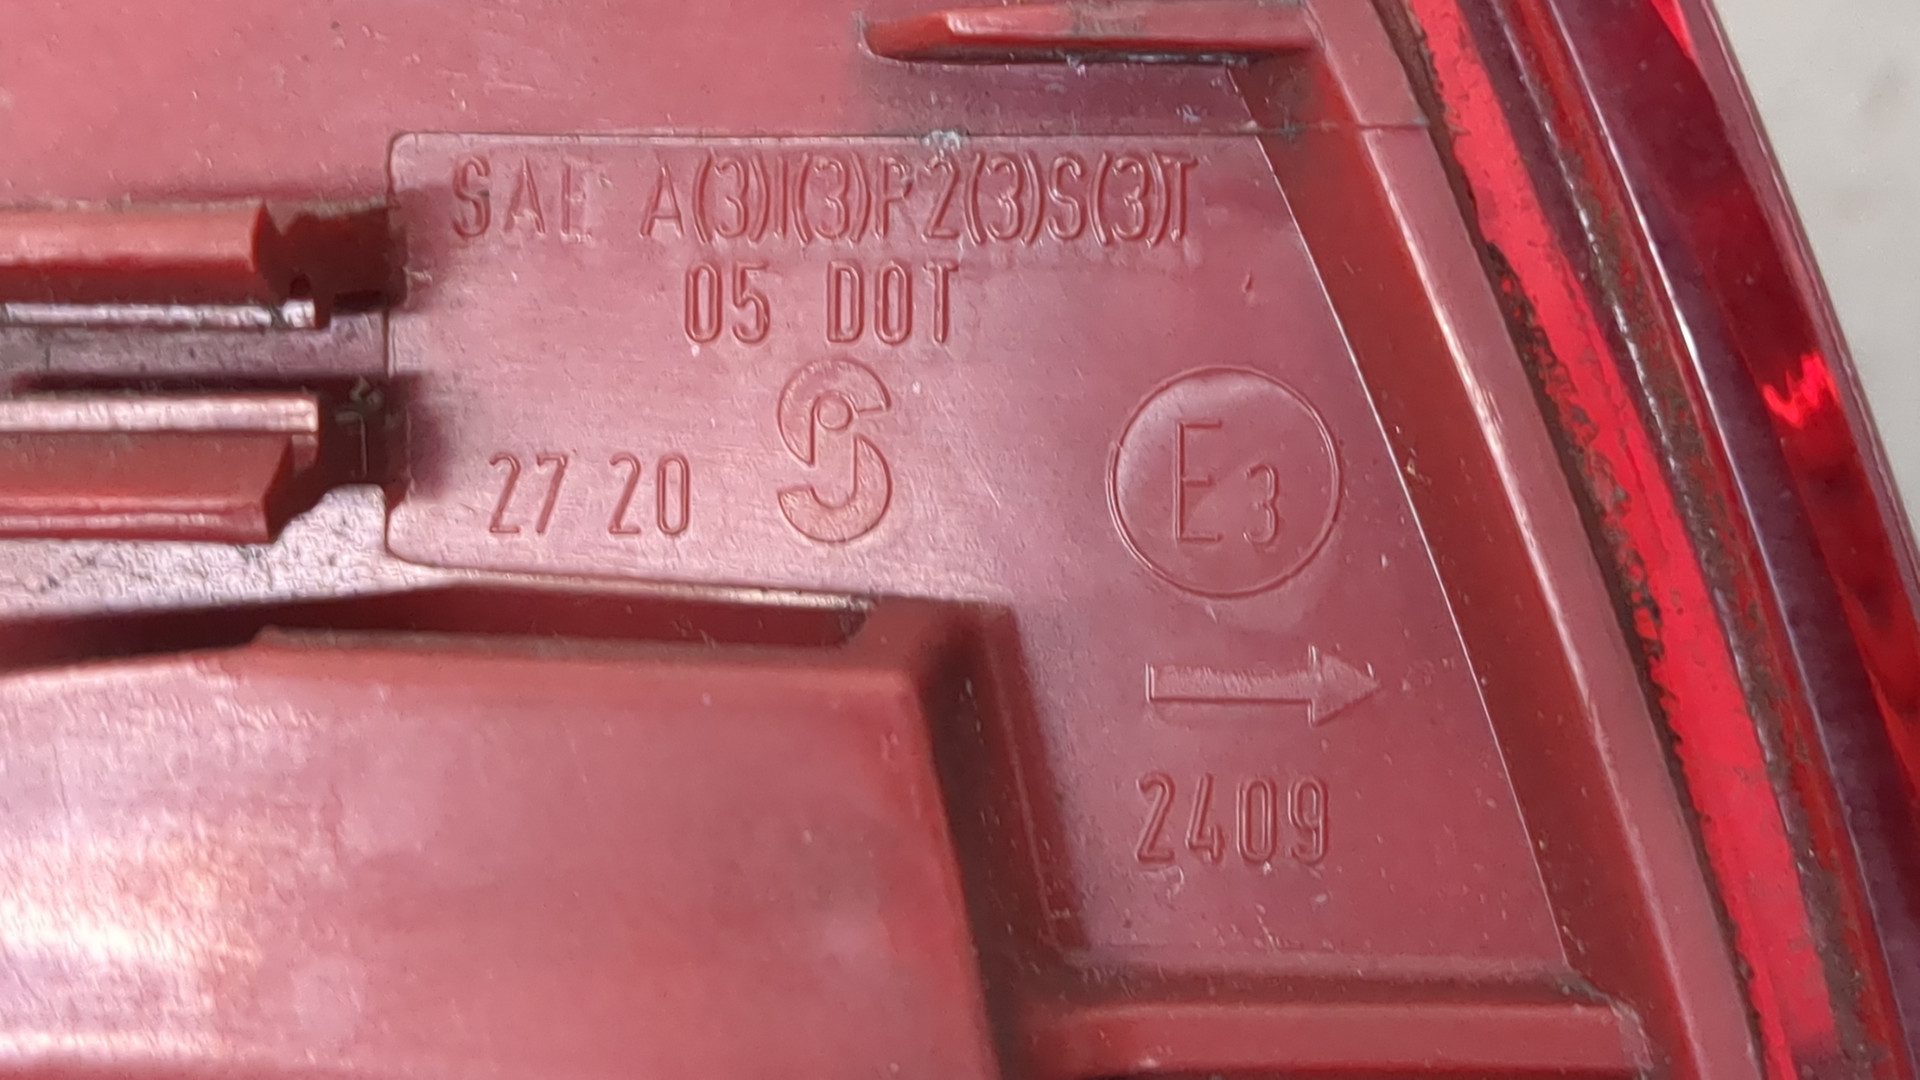 SAE A(3)I(3)P2(3)S(3)T
05 DOT
27 20
E3
2409